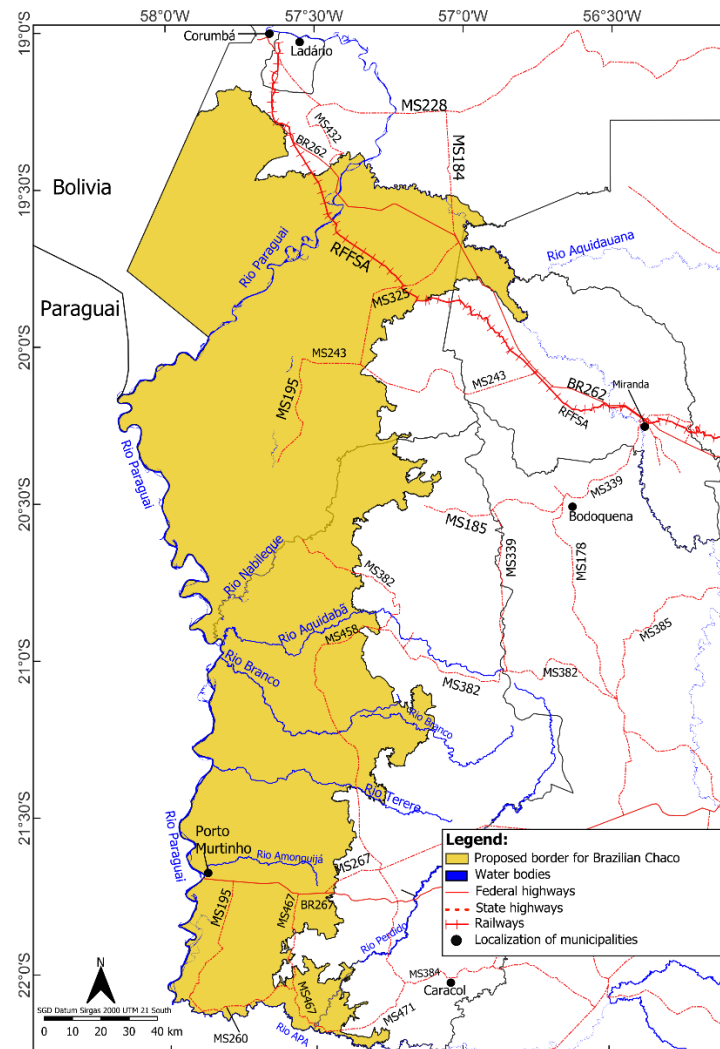 58°0'W 57°30'W 57°0'W 56°30'W
19°0'S
19°30'S
20°0'S
20°30'S
21°0'S
21°30'S
22°0'S
Corumbá
Ladário
MS228
MS432
BR262
MS184
Bolivia
Rio Paraguai
RFFSA
Rio Aquidauana
Paraguai
MS325
MS243
MS195
MS243
BR262
Miranda
RFFSA
Rio Paraguai
MS339
MS185
Bodoquena
Rio Nabileque
MS382
MS339
MS178
Rio Aquidabã
MS458
MS385
Rio Branco
MS382
MS382
Rio Branco
Rio Terere
Rio Paraguai
Porto
Murtinho
Rio Amonguijá
MS267
MS195
MS467
BR267
Rio Perdido
MS384
Caracol
MS467
MS471
MS260
Rio APA
Legend:
Proposed border for Brazilian Chaco
Water bodies
Federal highways
State highways
Railways
Localization of municipalities
N
SGD Datum Sirgas 2000 UTM 21 South
0 10 20 30 40 km